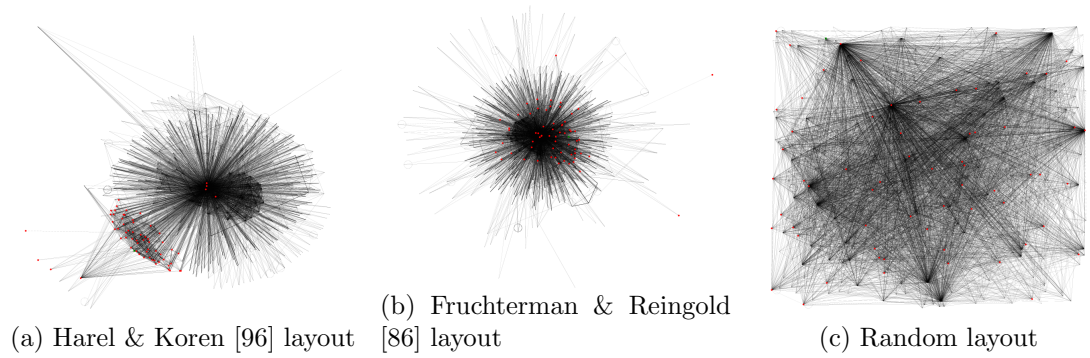 (a) Harel & Koren [96] layout
(b) Fruchterman & Reingold
[86] layout
(c) Random layout